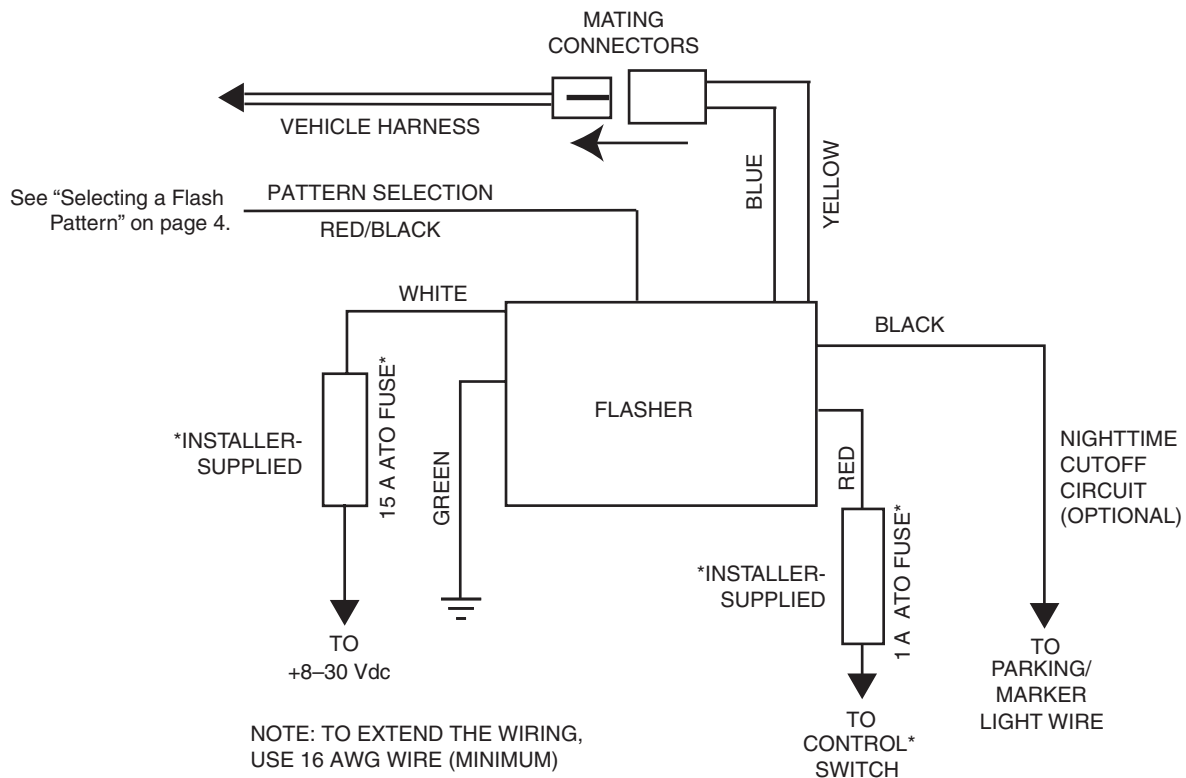 MATING
CONNECTORS
VEHICLE HARNESS
BLUE
YELLOW
See “Selecting a Flash
Pattern” on page 4.
PATTERN SELECTION
RED/BLACK
WHITE
BLACK
FLASHER
15 A ATO FUSE*
*INSTALLER-
SUPPLIED
GREEN
RED
NIGHTTIME
CUTOFF
CIRCUIT
(OPTIONAL)
*INSTALLER-
SUPPLIED
1 A ATO FUSE*
TO
+8–30 Vdc
TO
PARKING/
MARKER
LIGHT WIRE
TO
CONTROL*
SWITCH
NOTE: TO EXTEND THE WIRING,
USE 16 AWG WIRE (MINIMUM)